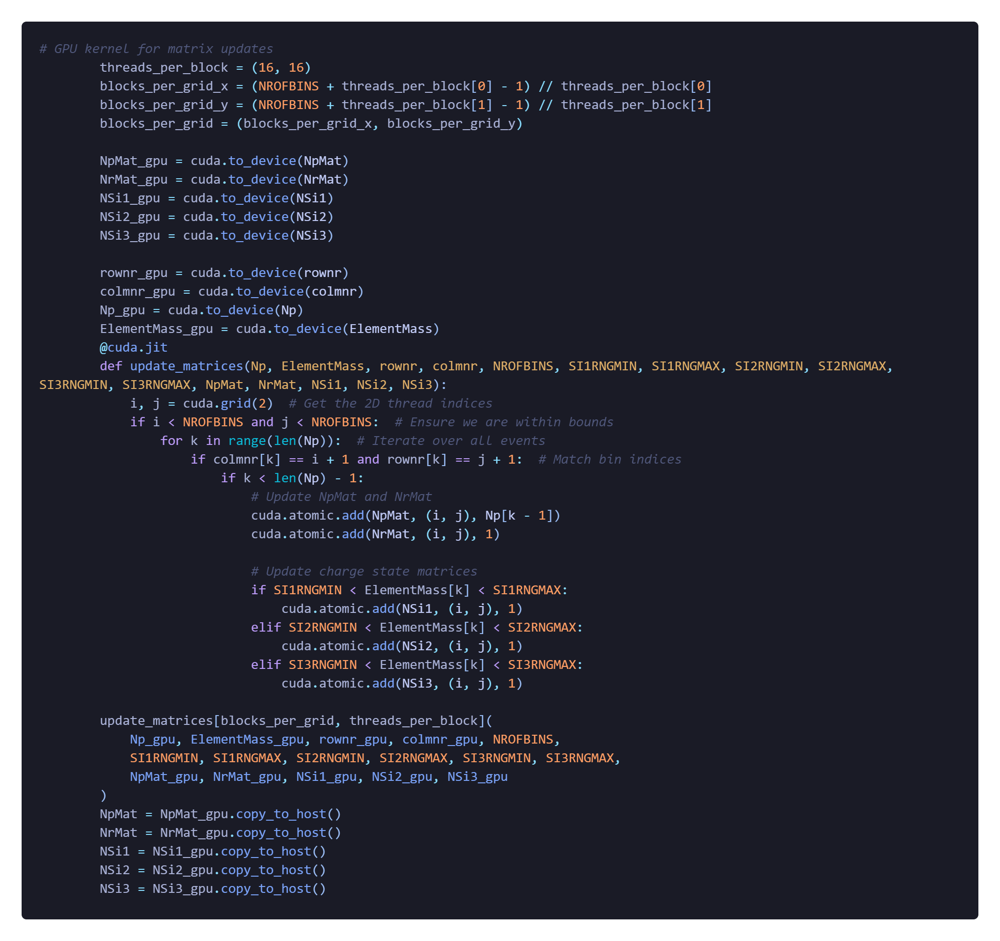 # GPU kernel for matrix updates
        threads_per_block = (16, 16)
        blocks_per_grid_x = (NROFBINS + threads_per_block[0] - 1) // threads_per_block[0]
        blocks_per_grid_y = (NROFBINS + threads_per_block[1] - 1) // threads_per_block[1]
        blocks_per_grid = (blocks_per_grid_x, blocks_per_grid_y)

        NpMat_gpu = cuda.to_device(NpMat)
        NrMat_gpu = cuda.to_device(NrMat)
        NSi1_gpu = cuda.to_device(NSi1)
        NSi2_gpu = cuda.to_device(NSi2)
        NSi3_gpu = cuda.to_device(NSi3)

        rownr_gpu = cuda.to_device(rownr)
        colmnr_gpu = cuda.to_device(colmnr)
        Np_gpu = cuda.to_device(Np)
        ElementMass_gpu = cuda.to_device(ElementMass)
        @cuda.jit
        def update_matrices(Np, ElementMass, rownr, colmnr, NROFBINS, SI1RNGMIN, SI1RNGMAX, SI2RNGMIN, SI2RNGMAX,
SI3RNGMIN, SI3RNGMAX, NpMat, NrMat, NSi1, NSi2, NSi3):
            i, j = cuda.grid(2)  # Get the 2D thread indices
            if i < NROFBINS and j < NROFBINS:  # Ensure we are within bounds
                for k in range(len(Np)):  # Iterate over all events
                    if colmnr[k] == i + 1 and rownr[k] == j + 1:  # Match bin indices
                        if k < len(Np) - 1:
                            # Update NpMat and NrMat
                            cuda.atomic.add(NpMat, (i, j), Np[k - 1])
                            cuda.atomic.add(NrMat, (i, j), 1)

                            # Update charge state matrices
                            if SI1RNGMIN < ElementMass[k] < SI1RNGMAX:
                                cuda.atomic.add(NSi1, (i, j), 1)
                            elif SI2RNGMIN < ElementMass[k] < SI2RNGMAX:
                                cuda.atomic.add(NSi2, (i, j), 1)
                            elif SI3RNGMIN < ElementMass[k] < SI3RNGMAX:
                                cuda.atomic.add(NSi3, (i, j), 1)

        update_matrices[blocks_per_grid, threads_per_block](
            Np_gpu, ElementMass_gpu, rownr_gpu, colmnr_gpu, NROFBINS,
            SI1RNGMIN, SI1RNGMAX, SI2RNGMIN, SI2RNGMAX, SI3RNGMIN, SI3RNGMAX,
            NpMat_gpu, NrMat_gpu, NSi1_gpu, NSi2_gpu, NSi3_gpu
        )
        NpMat = NpMat_gpu.copy_to_host()
        NrMat = NrMat_gpu.copy_to_host()
        NSi1 = NSi1_gpu.copy_to_host()
        NSi2 = NSi2_gpu.copy_to_host()
        NSi3 = NSi3_gpu.copy_to_host()